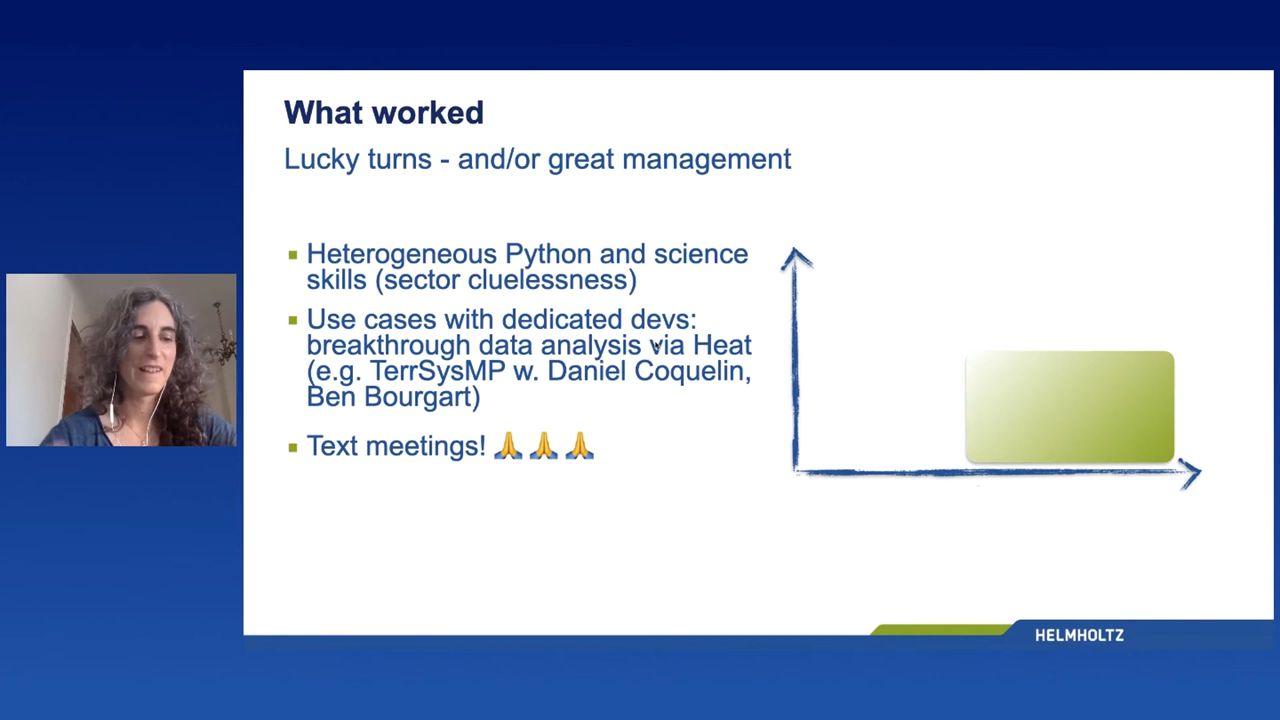 What worked
Lucky turns - and/or great management
Heterogeneous Python and science
skills (sector cluelessness)
Use cases with dedicated devs:
breakthrough data analysis via Heat
(e.g. TerrSysMP w. Daniel Coquelin,
Ben Bourgart)
Text meetings! 🙏🙏🙏
HELMHOLTZ